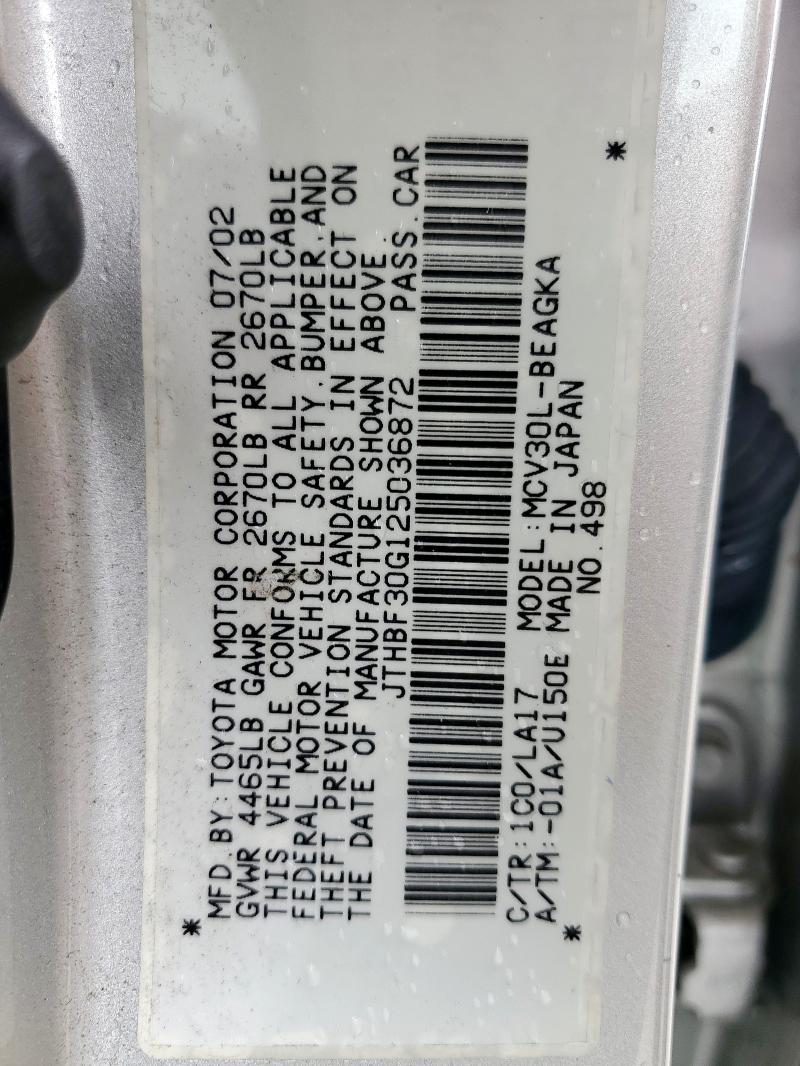 * MFD.BY:TOYOTA MOTOR CORPORATION 07/02
GVWR 4465LB GAWR FR 2670LB RR 2670LB
THIS VEHICLE CONFORMS TO ALL APPLICABLE
FEDERAL MOTOR VEHICLE SAFETY.BUMPER.AND
THEFT PREVENTION STANDARDS IN EFFECT ON
THE DATE OF MANUFACTURE SHOWN ABOVE.
JTHBF30G125036872 PASS.CAR
C/TR:1C0/LA17 MODEL:MCV30L-BEAGKA
A/TM:-01A/U150E MADE IN JAPAN
* NO.498 *